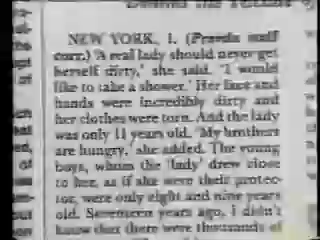 NEW YORK, 1. (Pravda staff
corr.) 'A real lady should never get
herself dirty,' she said. 'I would
like to take a shower.' Her face and
hands were incredibly dirty and
her clothes were torn. And the lady
was only 11 years old. 'My brothers
are hungry,' she added. The young
boys, whom the 'lady' drew close
to her, as if she were their protec-
tor, were only eight and nine years
old. Seventeen years ago, I didn't
know that there were thousands of